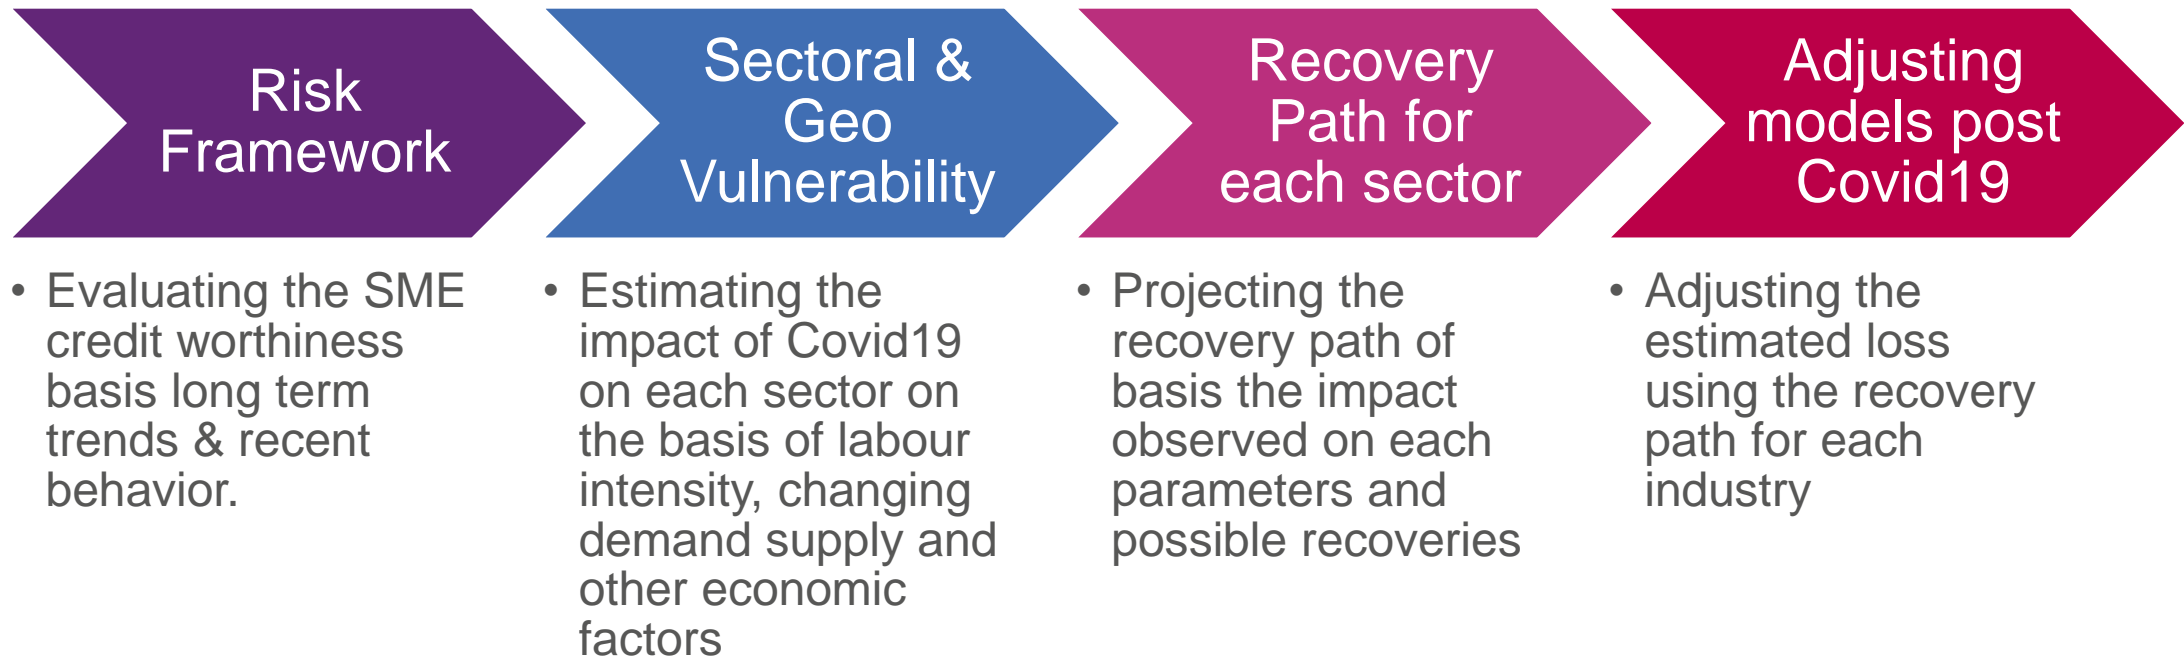 Risk
Framework
• Evaluating the SME
credit worthiness
basis long term
trends & recent
behavior.
Sectoral &
Geo
Vulnerability
• Estimating the
impact of Covid19
on each sector on
the basis of labour
intensity, changing
demand supply and
other economic
factors
Recovery
Path for
each sector
• Projecting the
recovery path of
basis the impact
observed on each
parameters and
possible recoveries
Adjusting
models post
Covid19
• Adjusting the
estimated loss
using the recovery
path for each
industry